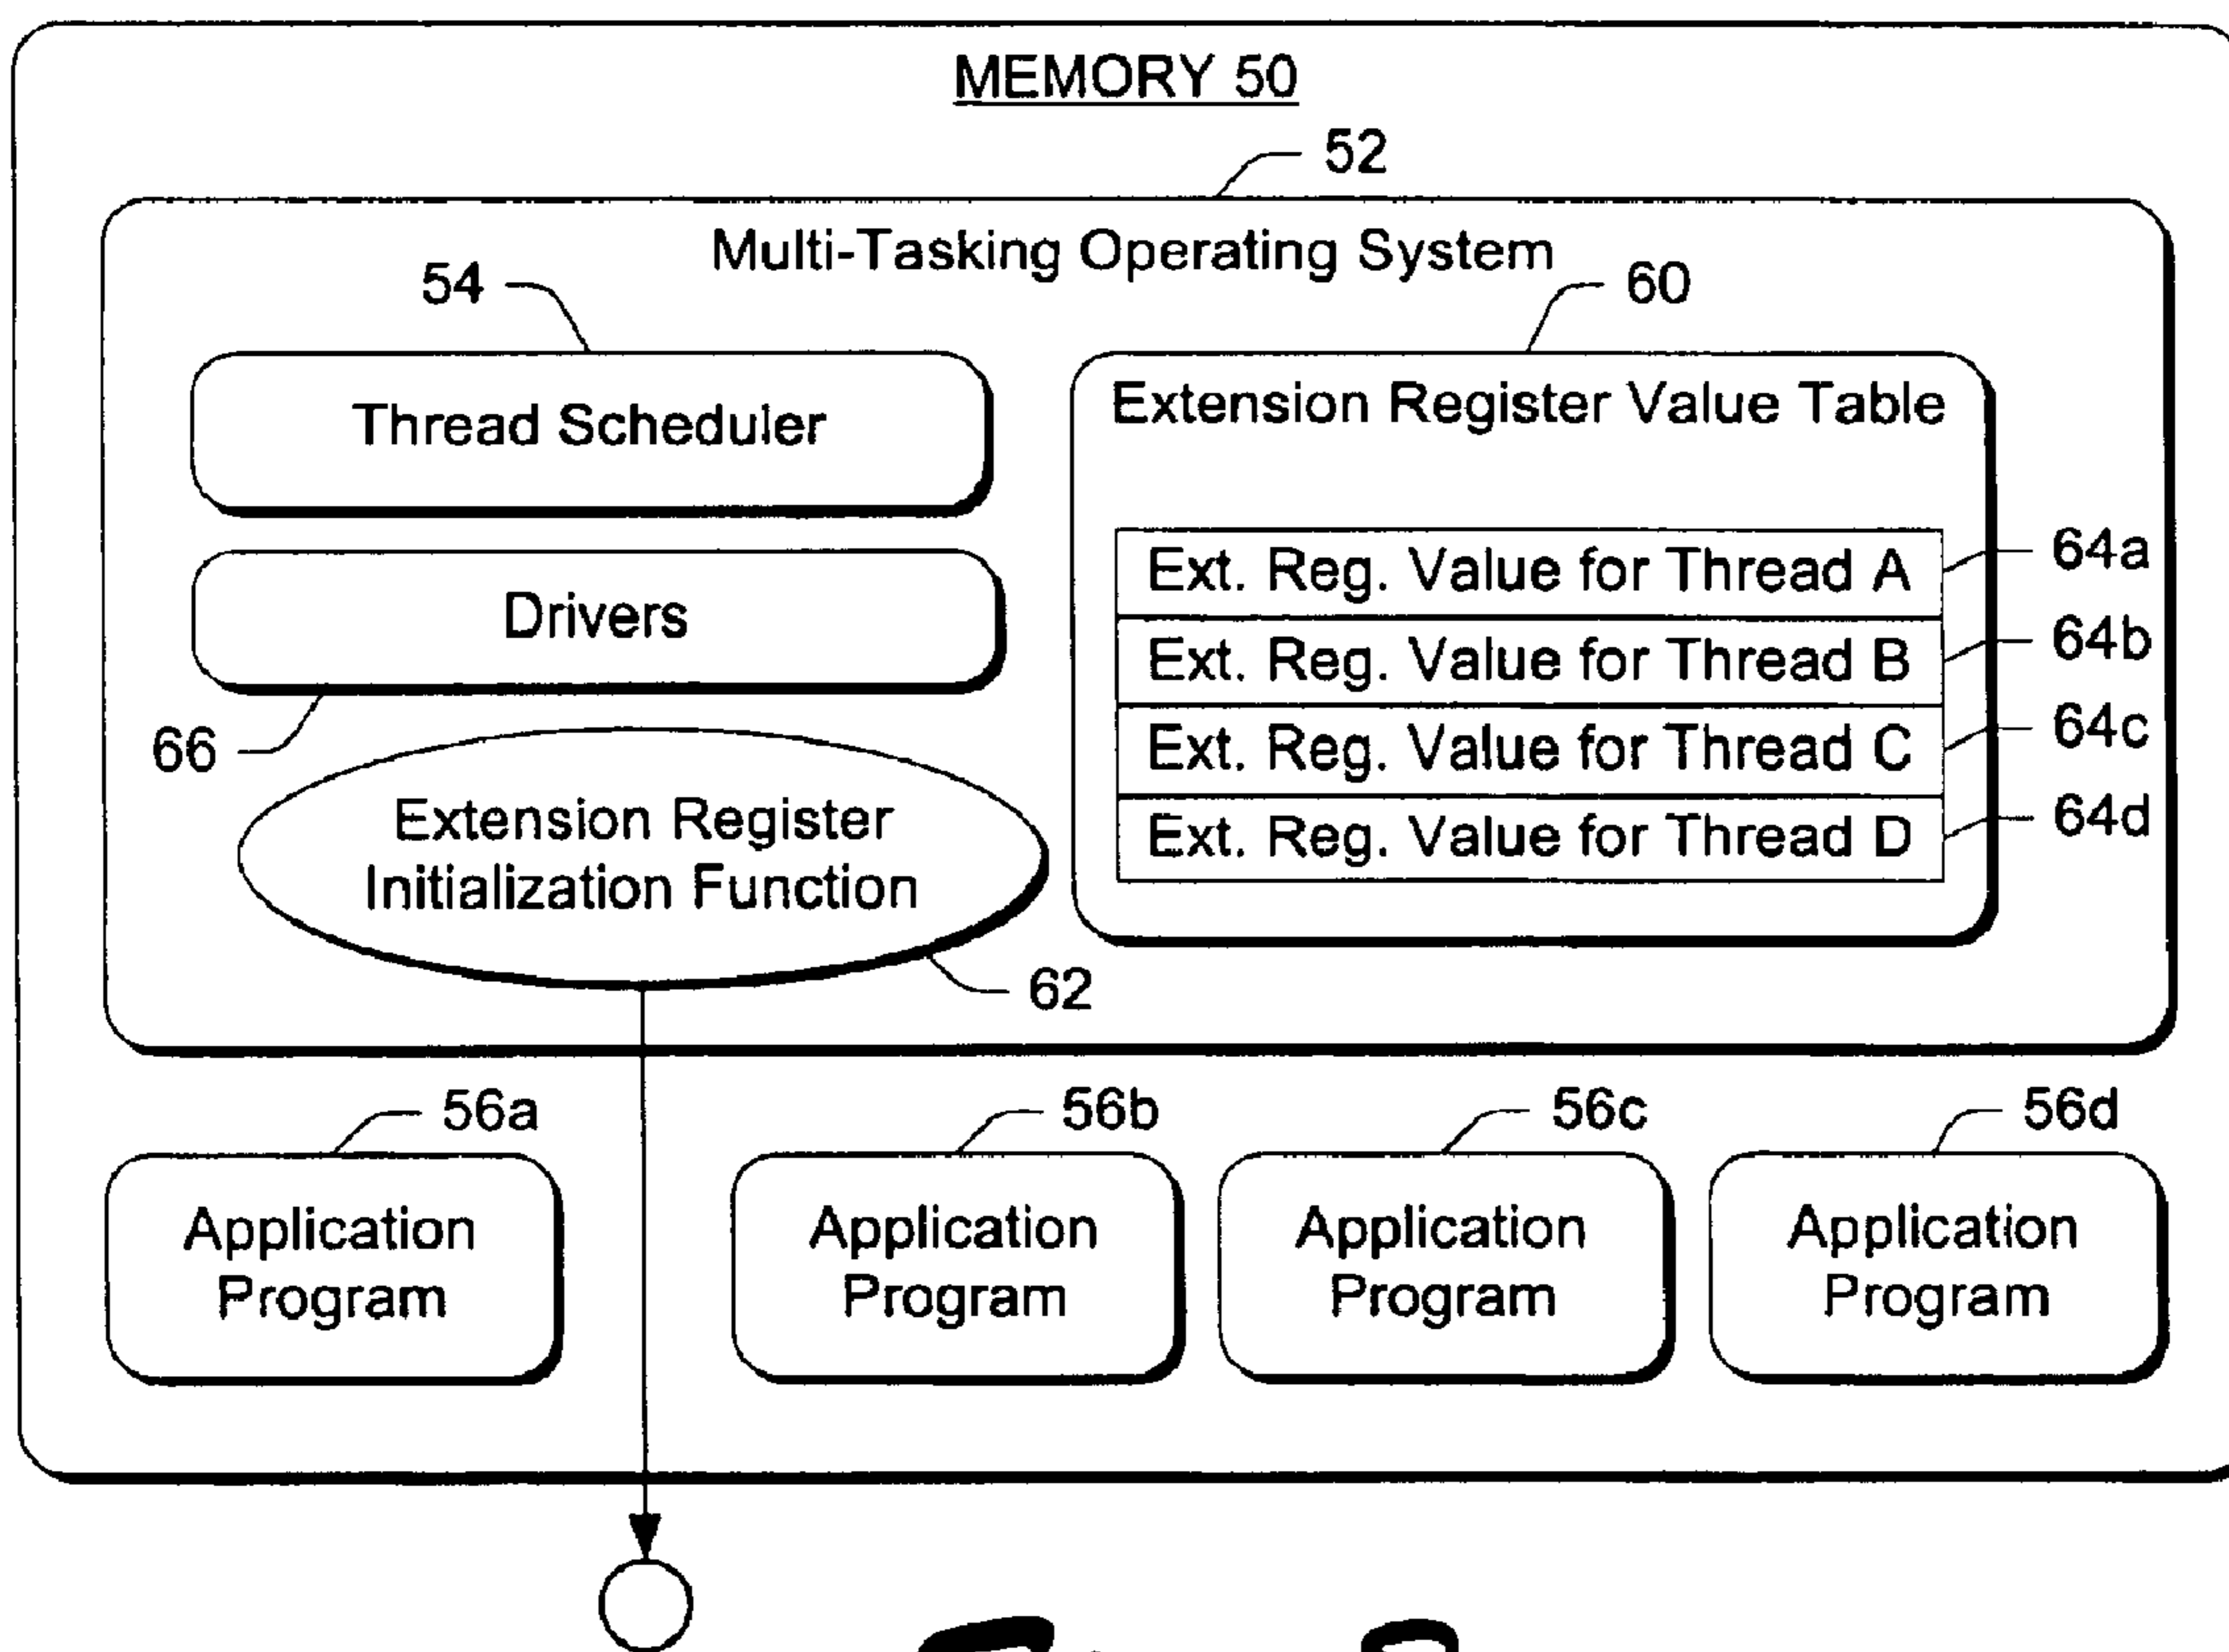 MEMORY 50
52
Multi-Tasking Operating System
54
60
Thread Scheduler
Extension Register Value Table
Drivers
66
Ext. Reg. Value for Thread A
64a
Ext. Reg. Value for Thread B
64b
Ext. Reg. Value for Thread C
64c
Ext. Reg. Value for Thread D
64d
Extension Register
Initialization Function
62
56a
56b
56c
56d
Application
Program
Application
Program
Application
Program
Application
Program